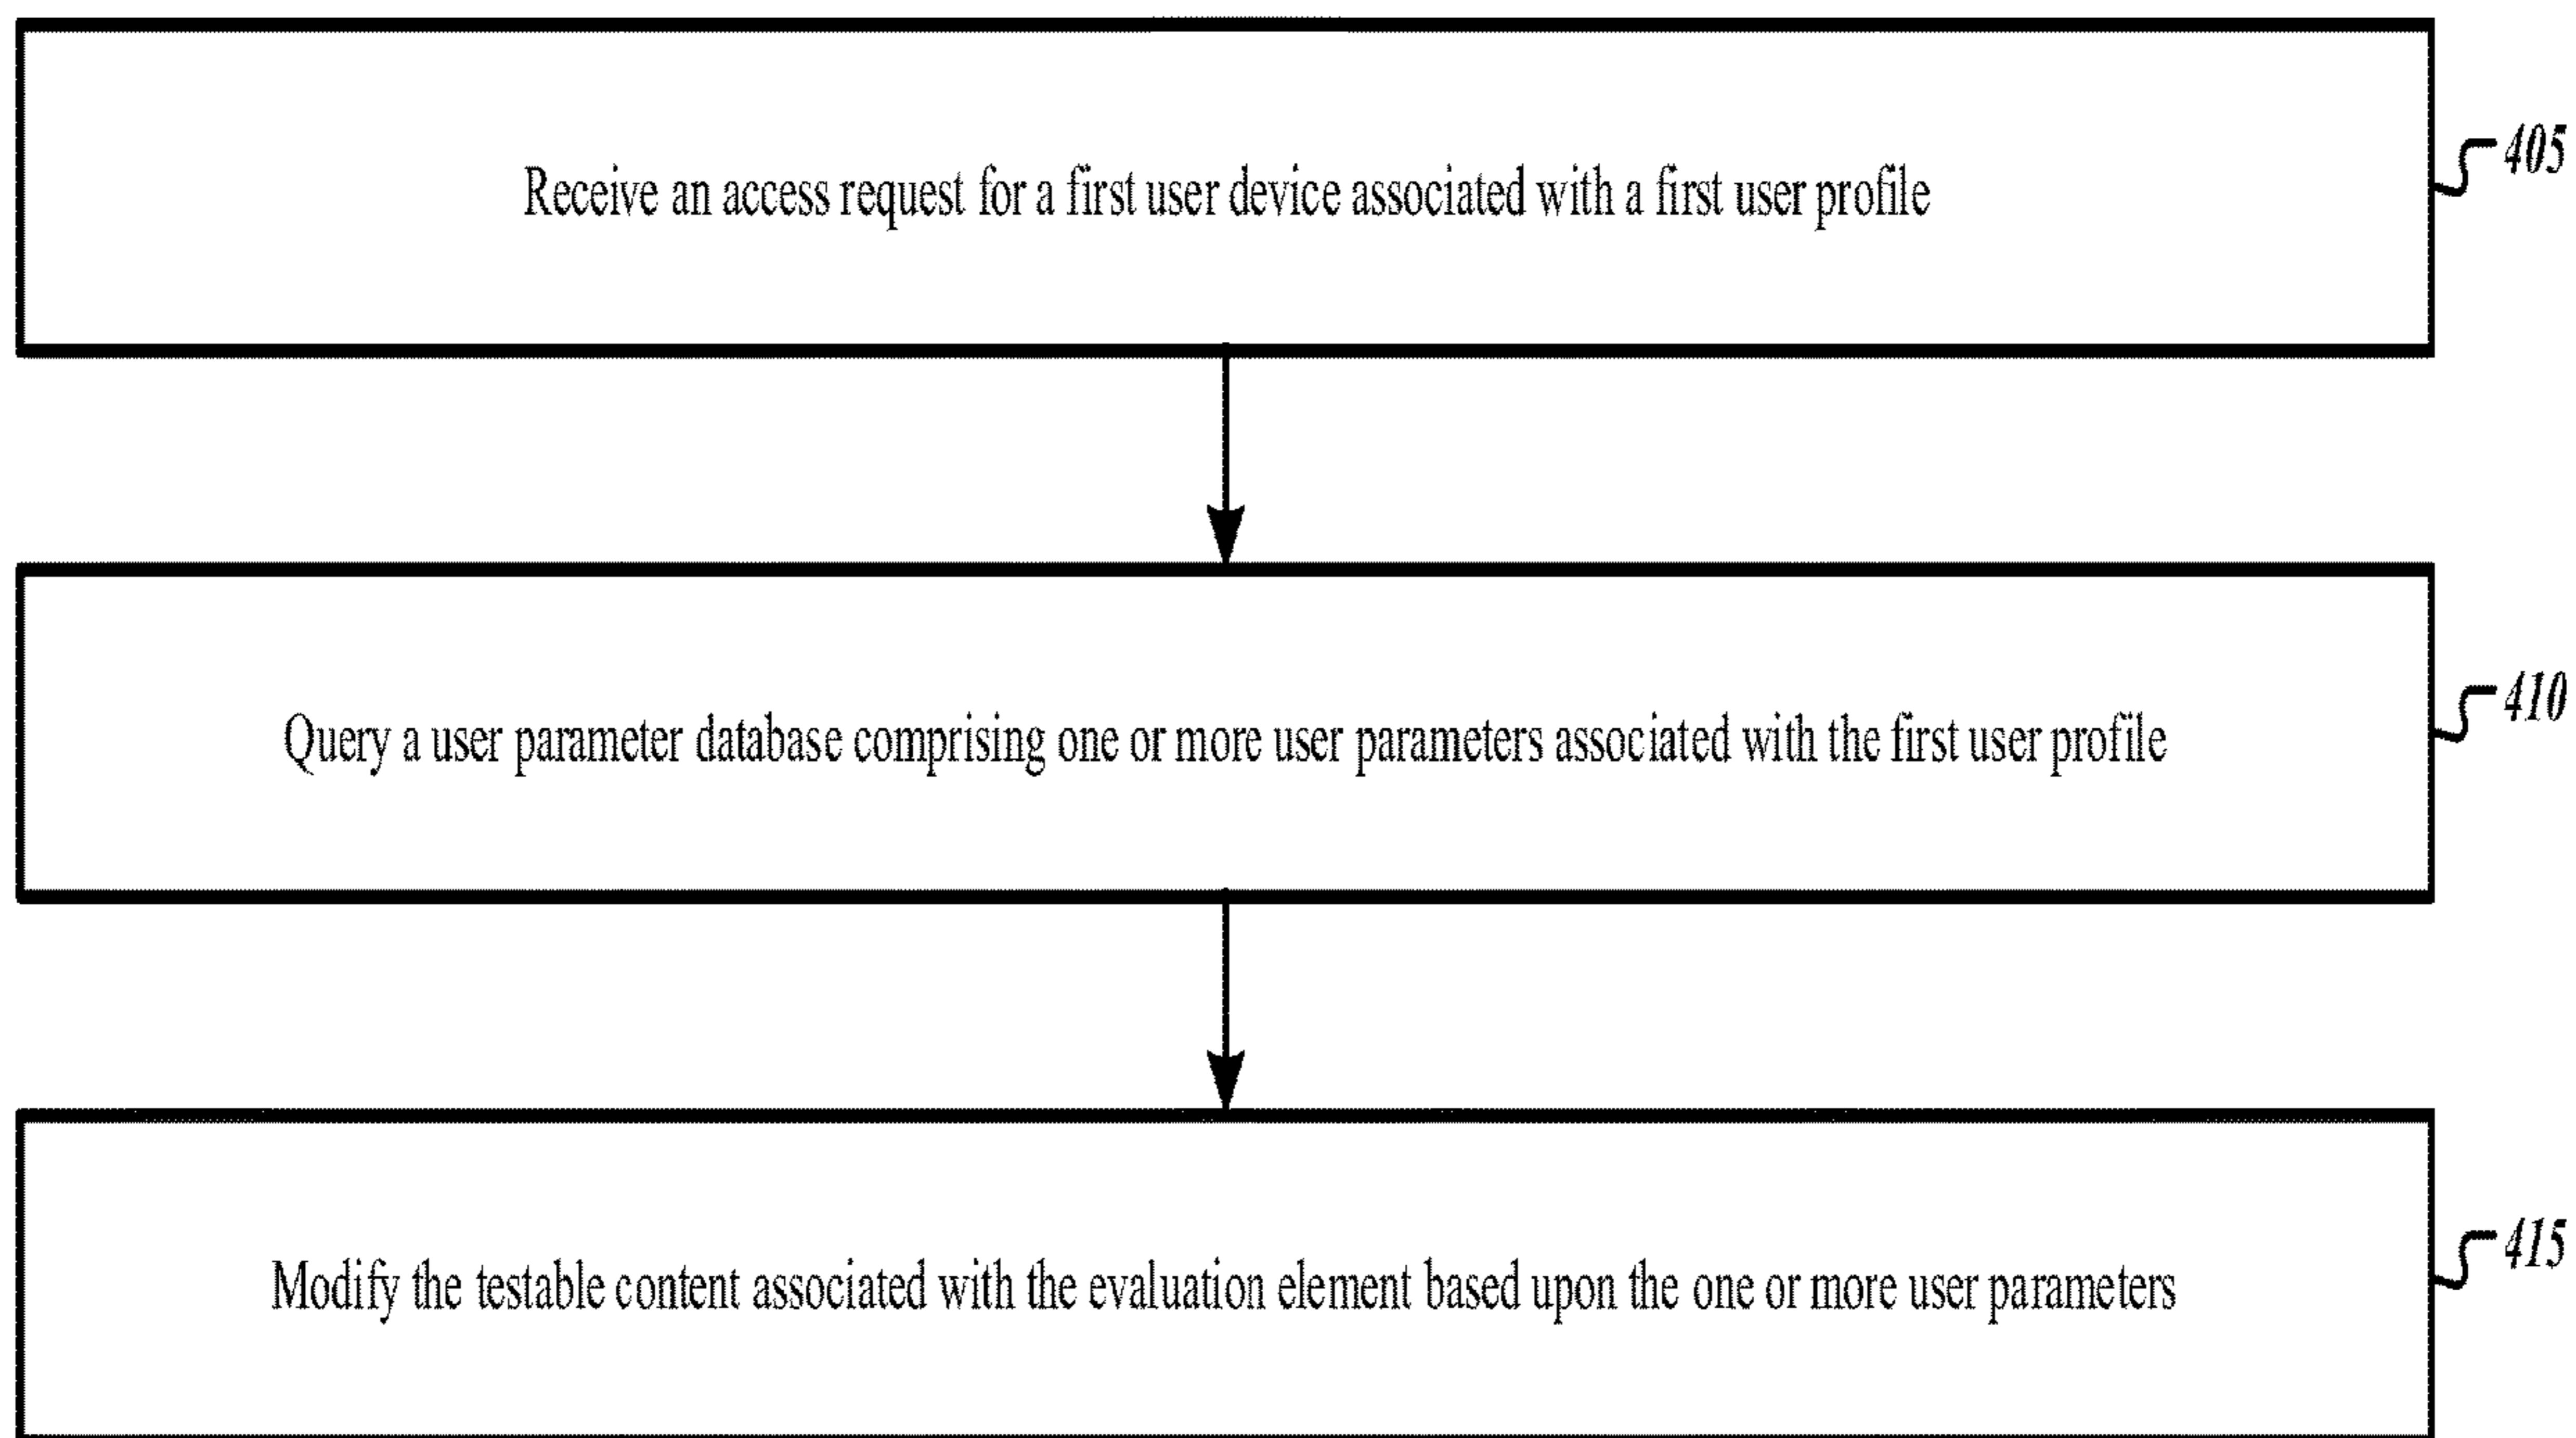 Receive an access request for a first user device associated with a first user profile
405
Query a user parameter database comprising one or more user parameters associated with the first user profile
410
Modify the testable content associated with the evaluation element based upon the one or more user parameters
415